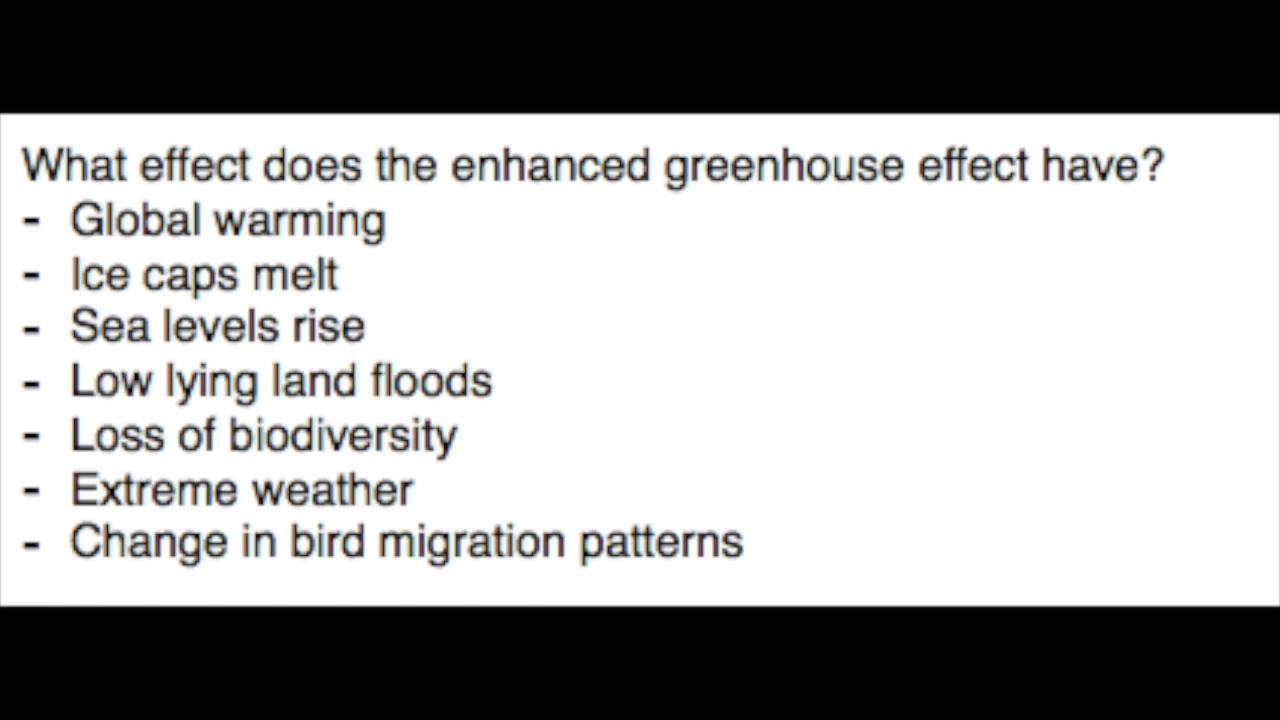 What effect does the enhanced greenhouse effect have?
- Global warming
- Ice caps melt
- Sea levels rise
- Low lying land floods
- Loss of biodiversity
- Extreme weather
- Change in bird migration patterns